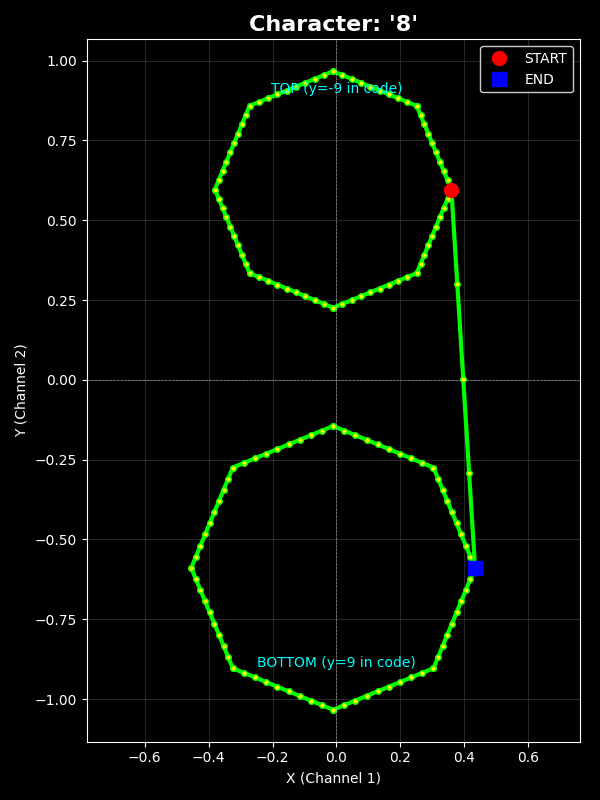 Character: '8'
START
END
TOP (y=-9 in code)
BOTTOM (y=9 in code)
1.00
0.75
0.50
0.25
0.00
−0.25
−0.50
−0.75
−1.00
Y (Channel 2)
−0.6 −0.4 −0.2 0.0 0.2 0.4 0.6
X (Channel 1)